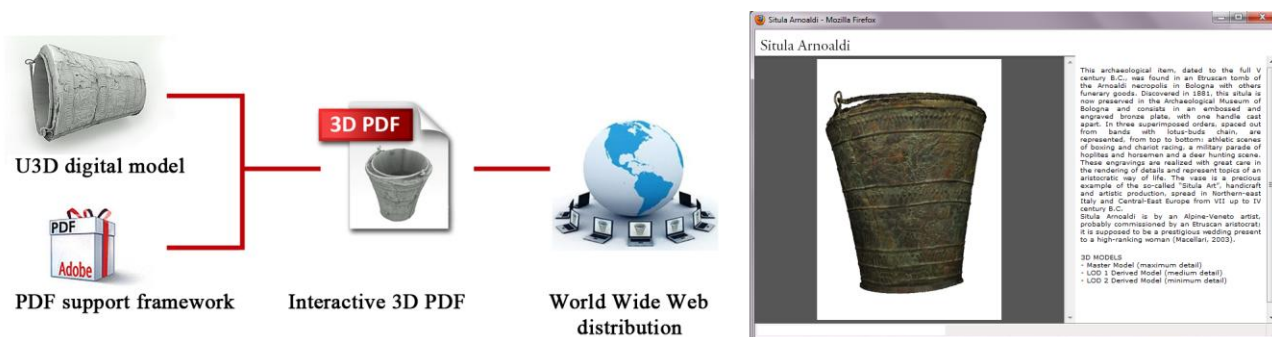 U3D digital model
PDF
Adobe
PDF support framework
3D PDF
Interactive 3D PDF
World Wide Web
distribution
Situla Arnoaldi - Mozilla Firefox
Situla Arnoaldi
This archaeological item, dated to the full V
century B.C., was found in an Etruscan tomb of
the Arnoaldi necropolis in Bologna with others
funerary goods. Discovered in 1881, this situla is
now preserved in the Archaeological Museum of
Bologna and consists in an embossed and
engraved bronze plate, with one handle cast
apart. In three superimposed orders, spaced out
from bands with lotus-buds chain, are
represented, from top to bottom: athletic scenes
of boxing and chariot racing, a military parade of
hoplites and horsemen and a deer hunting scene.
These engravings are realized with great care in
the rendering of details and represent topics of an
aristocratic way of life. The vase is a precious
example of the so-called "Situla Art", handicraft
and artistic production, spread in Northern-east
Italy and Central-East Europe from VII up to IV
century B.C.
Situla Arnoaldi is by an Alpine-Veneto artist,
probably commissioned by an Etruscan aristocrat;
it is supposed to be a prestigious wedding present
to a high-ranking woman (Macellari, 2003).
3D MODELS
• Master Model (maximum detail)
• LOD 1 Derived Model (medium detail)
• LOD 2 Derived Model (minimum detail)